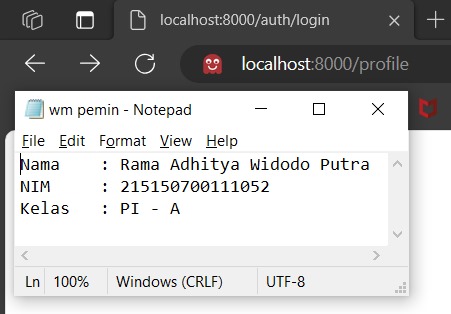 localhost:8000/auth/login
localhost:8000/profile
wm pemin - Notepad
File Edit Format View Help
Nama : Rama Adhitya Widodo Putra
NIM : 215150700111052
Kelas : PI - A
Ln 100% Windows (CRLF) UTF-8